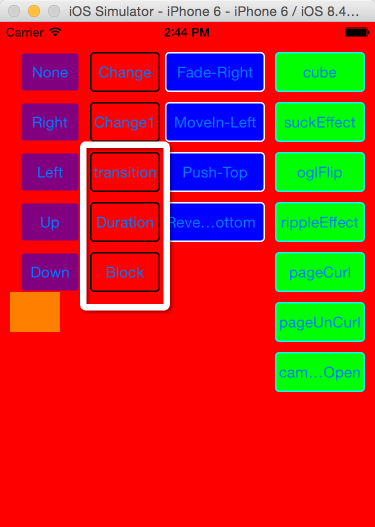 iOS Simulator - iPhone 6 - iPhone 6 / iOS 8.4...
Carrier 2:44 PM
None Change Fade-Right cube
Right Change1 MoveIn-Left suckEffect
Left transition Push-Top oglFlip
Up Duration Reve...ottom rippleEffect
Down Block pageCurl
pageUnCurl
cam...Open